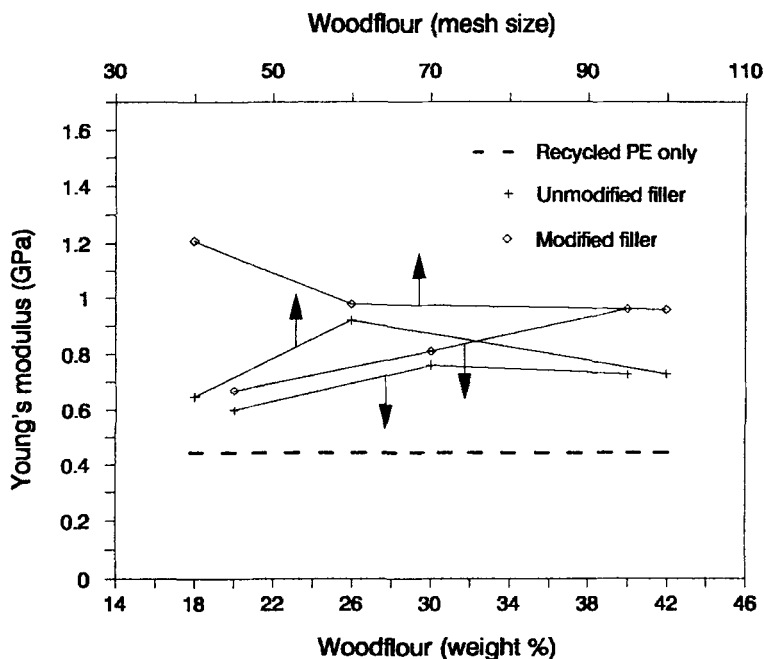 Woodflour (mesh size)
30 50 70 90 110
1.6
1.4
1.2
1
0.8
0.6
0.4
0.2
0
Young's modulus (GPa)
Recycled PE only
Unmodified filler
Modified filler
14 18 22 26 30 34 38 42 46
Woodflour (weight %)